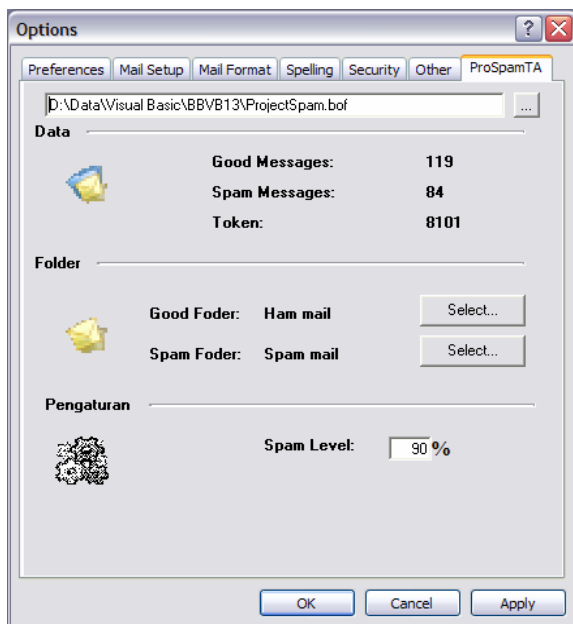 Options
Preferences Mail Setup Mail Format Spelling Security Other ProSpamTA
D:\Data\Visual Basic\BBVB13\ProjectSpam.bof ...
Data
Good Messages: 119
Spam Messages: 84
Token: 8101
Folder
Good Foder: Ham mail Select...
Spam Foder: Spam mail Select...
Pengaturan
Spam Level: 90 %
OK Cancel Apply